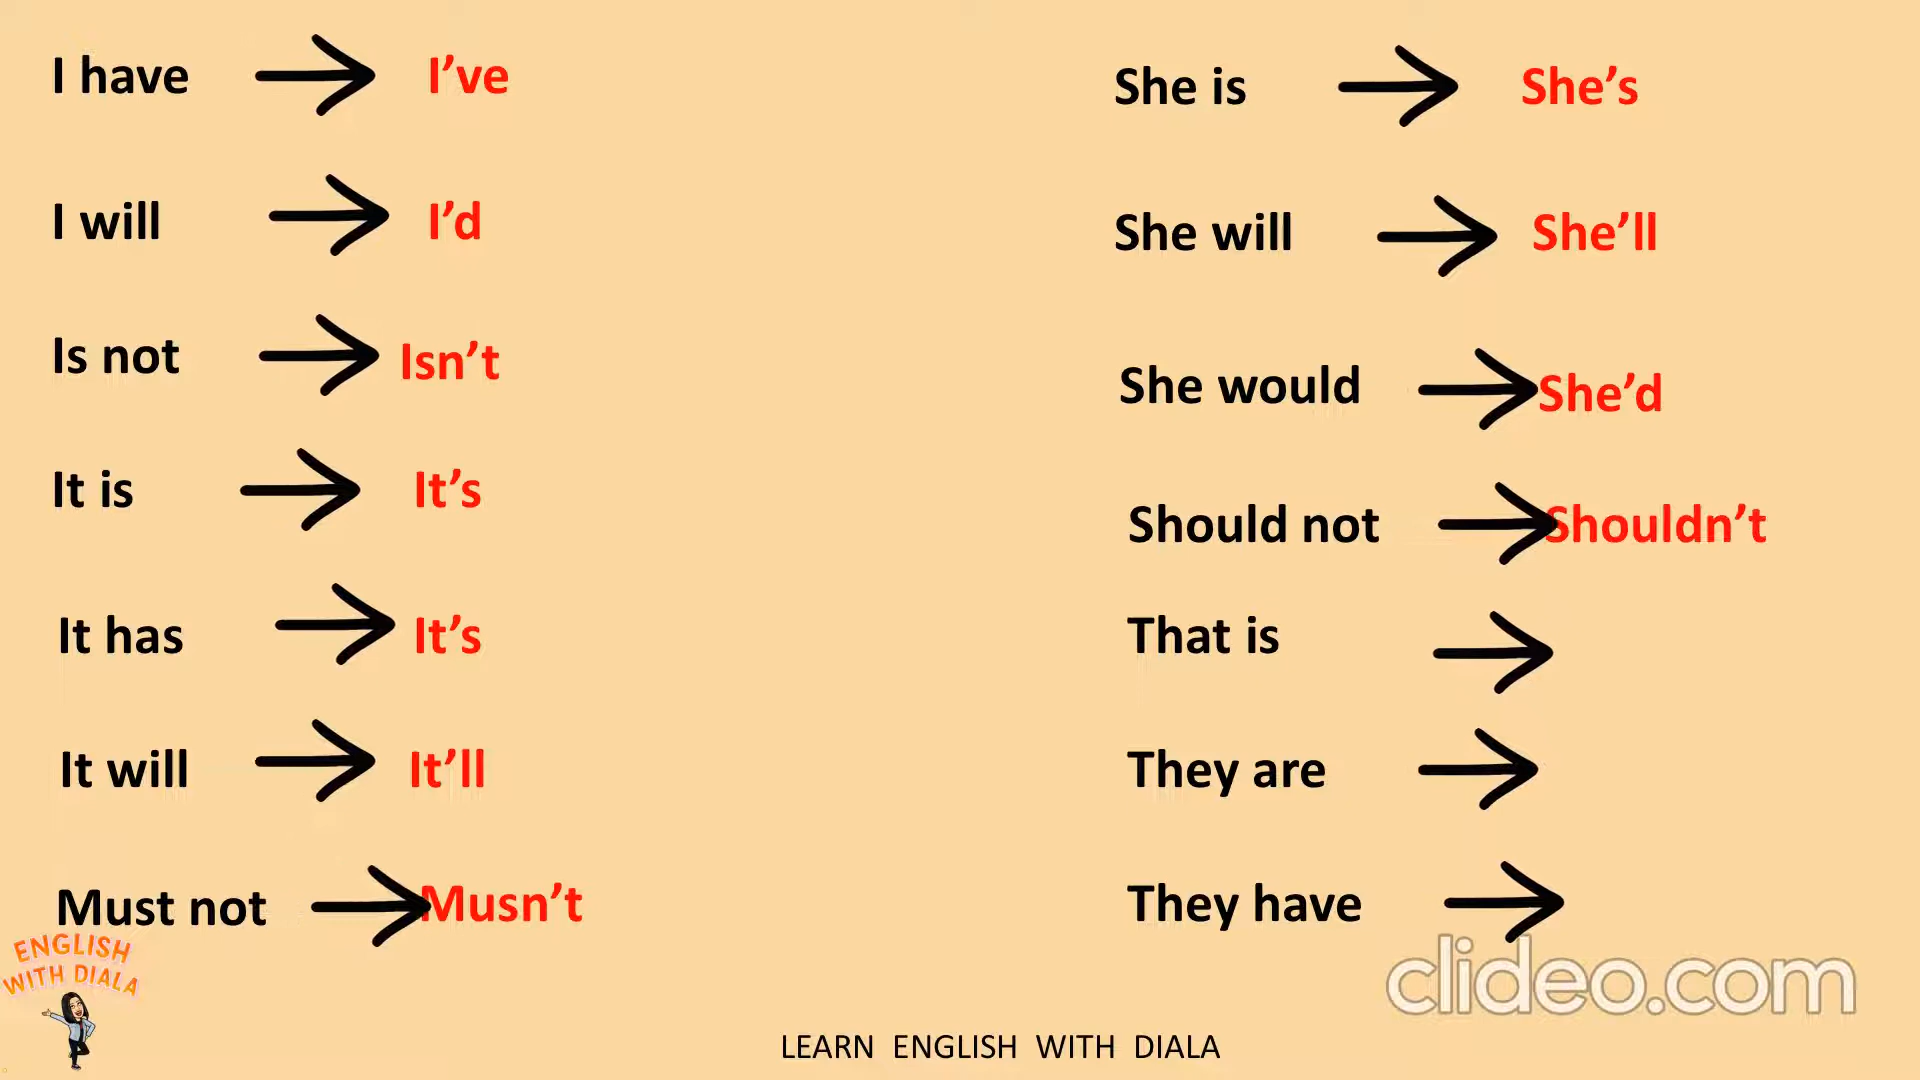 I have → I’ve
I will → I’d
Is not → Isn’t
It is → It’s
It has → It’s
It will → It’ll
Must not → Musn’t
She is → She’s
She will → She’ll
She would → She’d
Should not → Shouldn’t
That is →
They are →
They have →
ENGLISH
WITH DIALA
clideo.com
LEARN ENGLISH WITH DIALA